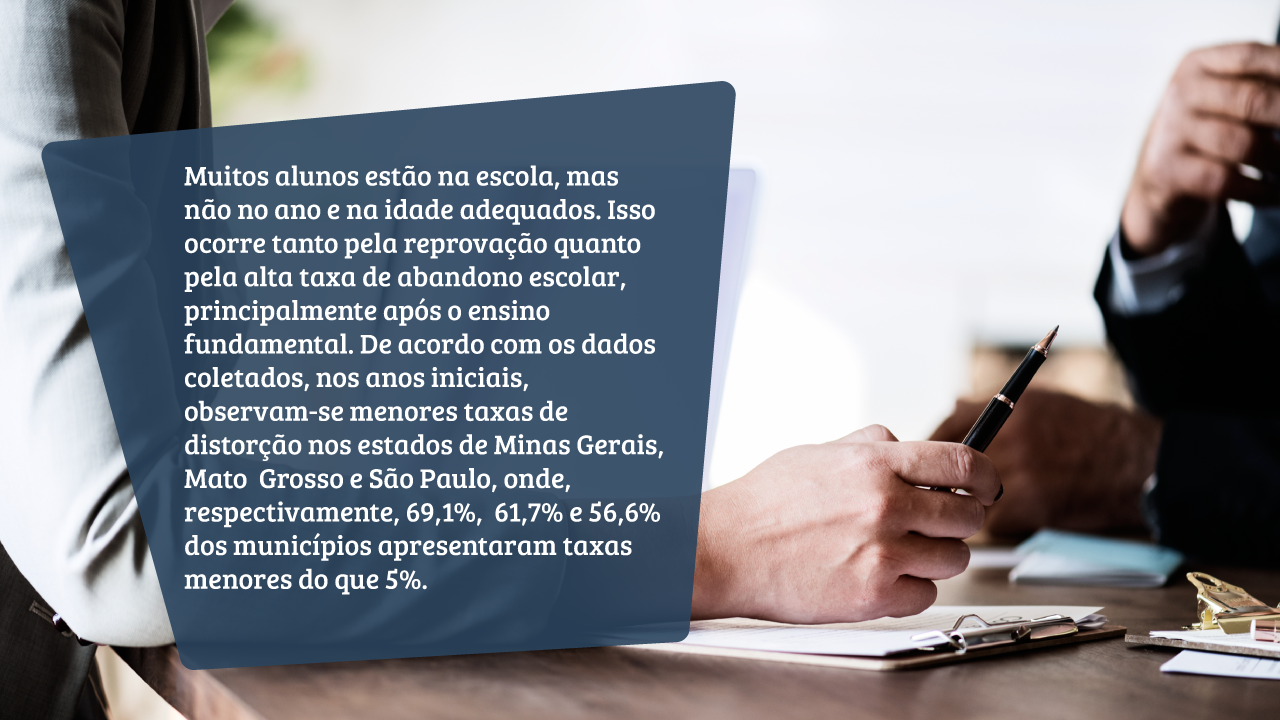 Muitos alunos estão na escola, mas
não no ano e na idade adequados. Isso
ocorre tanto pela reprovação quanto
pela alta taxa de abandono escolar,
principalmente após o ensino
fundamental. De acordo com os dados
coletados, nos anos iniciais,
observam-se menores taxas de
distorção nos estados de Minas Gerais,
Mato  Grosso e São Paulo, onde,
respectivamente, 69,1%,  61,7% e 56,6%
dos municípios apresentaram taxas
menores do que 5%.